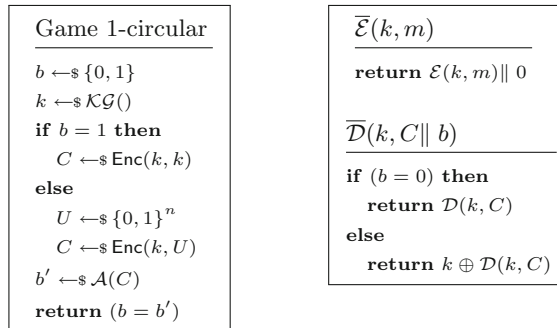 Game 1-circular
b ←$ {0, 1}
k ←$ 𝒦𝒢()
if b = 1 then
C ←$ Enc(k, k)
else
U ←$ {0, 1}ⁿ
C ←$ Enc(k, U)
b′ ←$ 𝒜(C)
return (b = b′)
ℰ̅(k, m)
return ℰ(k, m)‖ 0
𝒟̅(k, C‖ b)
if (b = 0) then
return 𝒟(k, C)
else
return k ⊕ 𝒟(k, C)